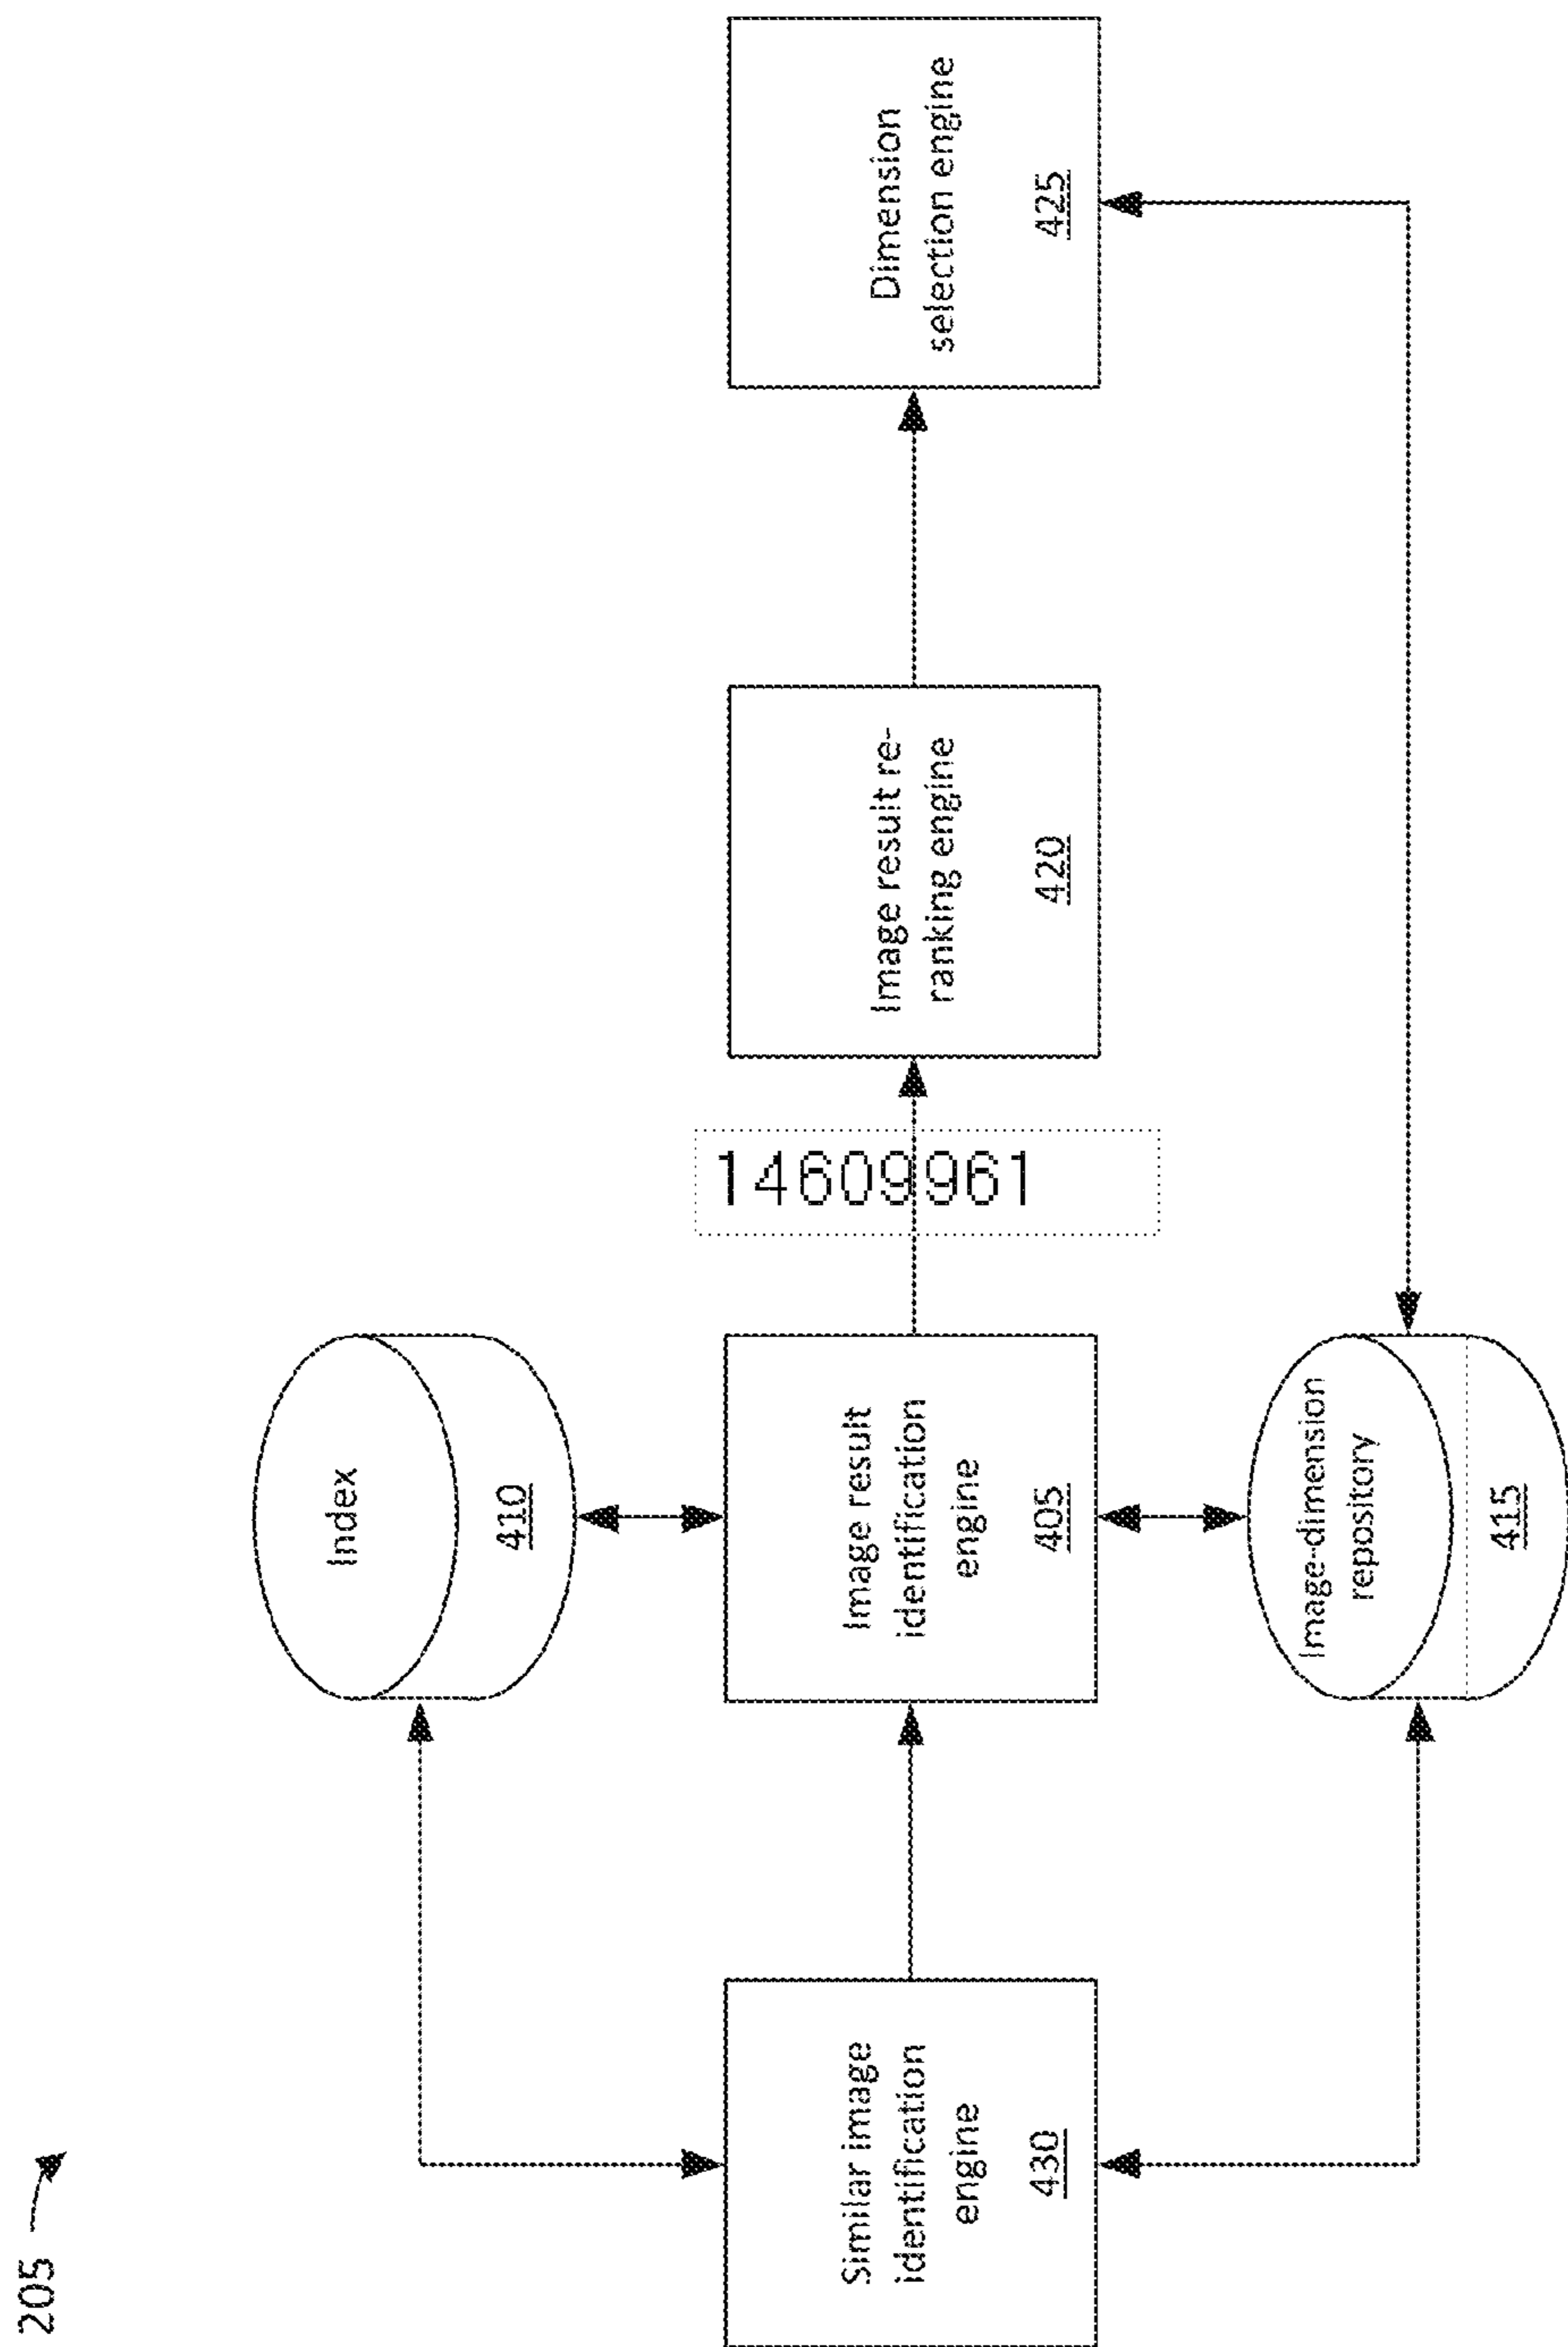 205
Index
410
Similar image
identification
engine
430
Image result
identification
engine
405
Image result re-
ranking engine
420
Dimension
selection engine
425
Image-dimension
repository
415
14609961